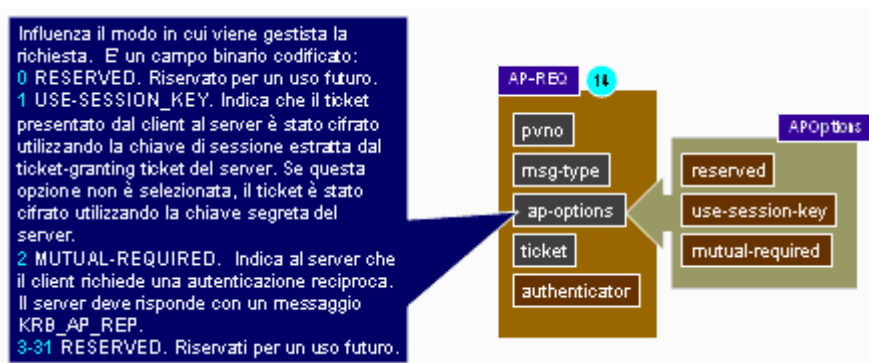 Influenza il modo in cui viene gestista la
richiesta. E' un campo binario codificato:
0 RESERVED. Riservato per un uso futuro.
1 USE-SESSION_KEY. Indica che il ticket
presentato dal client al server è stato cifrato
utilizzando la chiave di sessione estratta dal
ticket-granting ticket del server. Se questa
opzione non è selezionata, il ticket è stato
cifrato utilizzando la chiave segreta del
server.
2 MUTUAL-REQUIRED. Indica al server che
il client richiede una autenticazione reciproca.
Il server deve risponde con un messaggio
KRB_AP_REP.
3-31 RESERVED. Riservati per un uso futuro.
AP-REQ 14
pvno
msg-type
ap-options
ticket
authenticator
APOptions
reserved
use-session-key
mutual-required